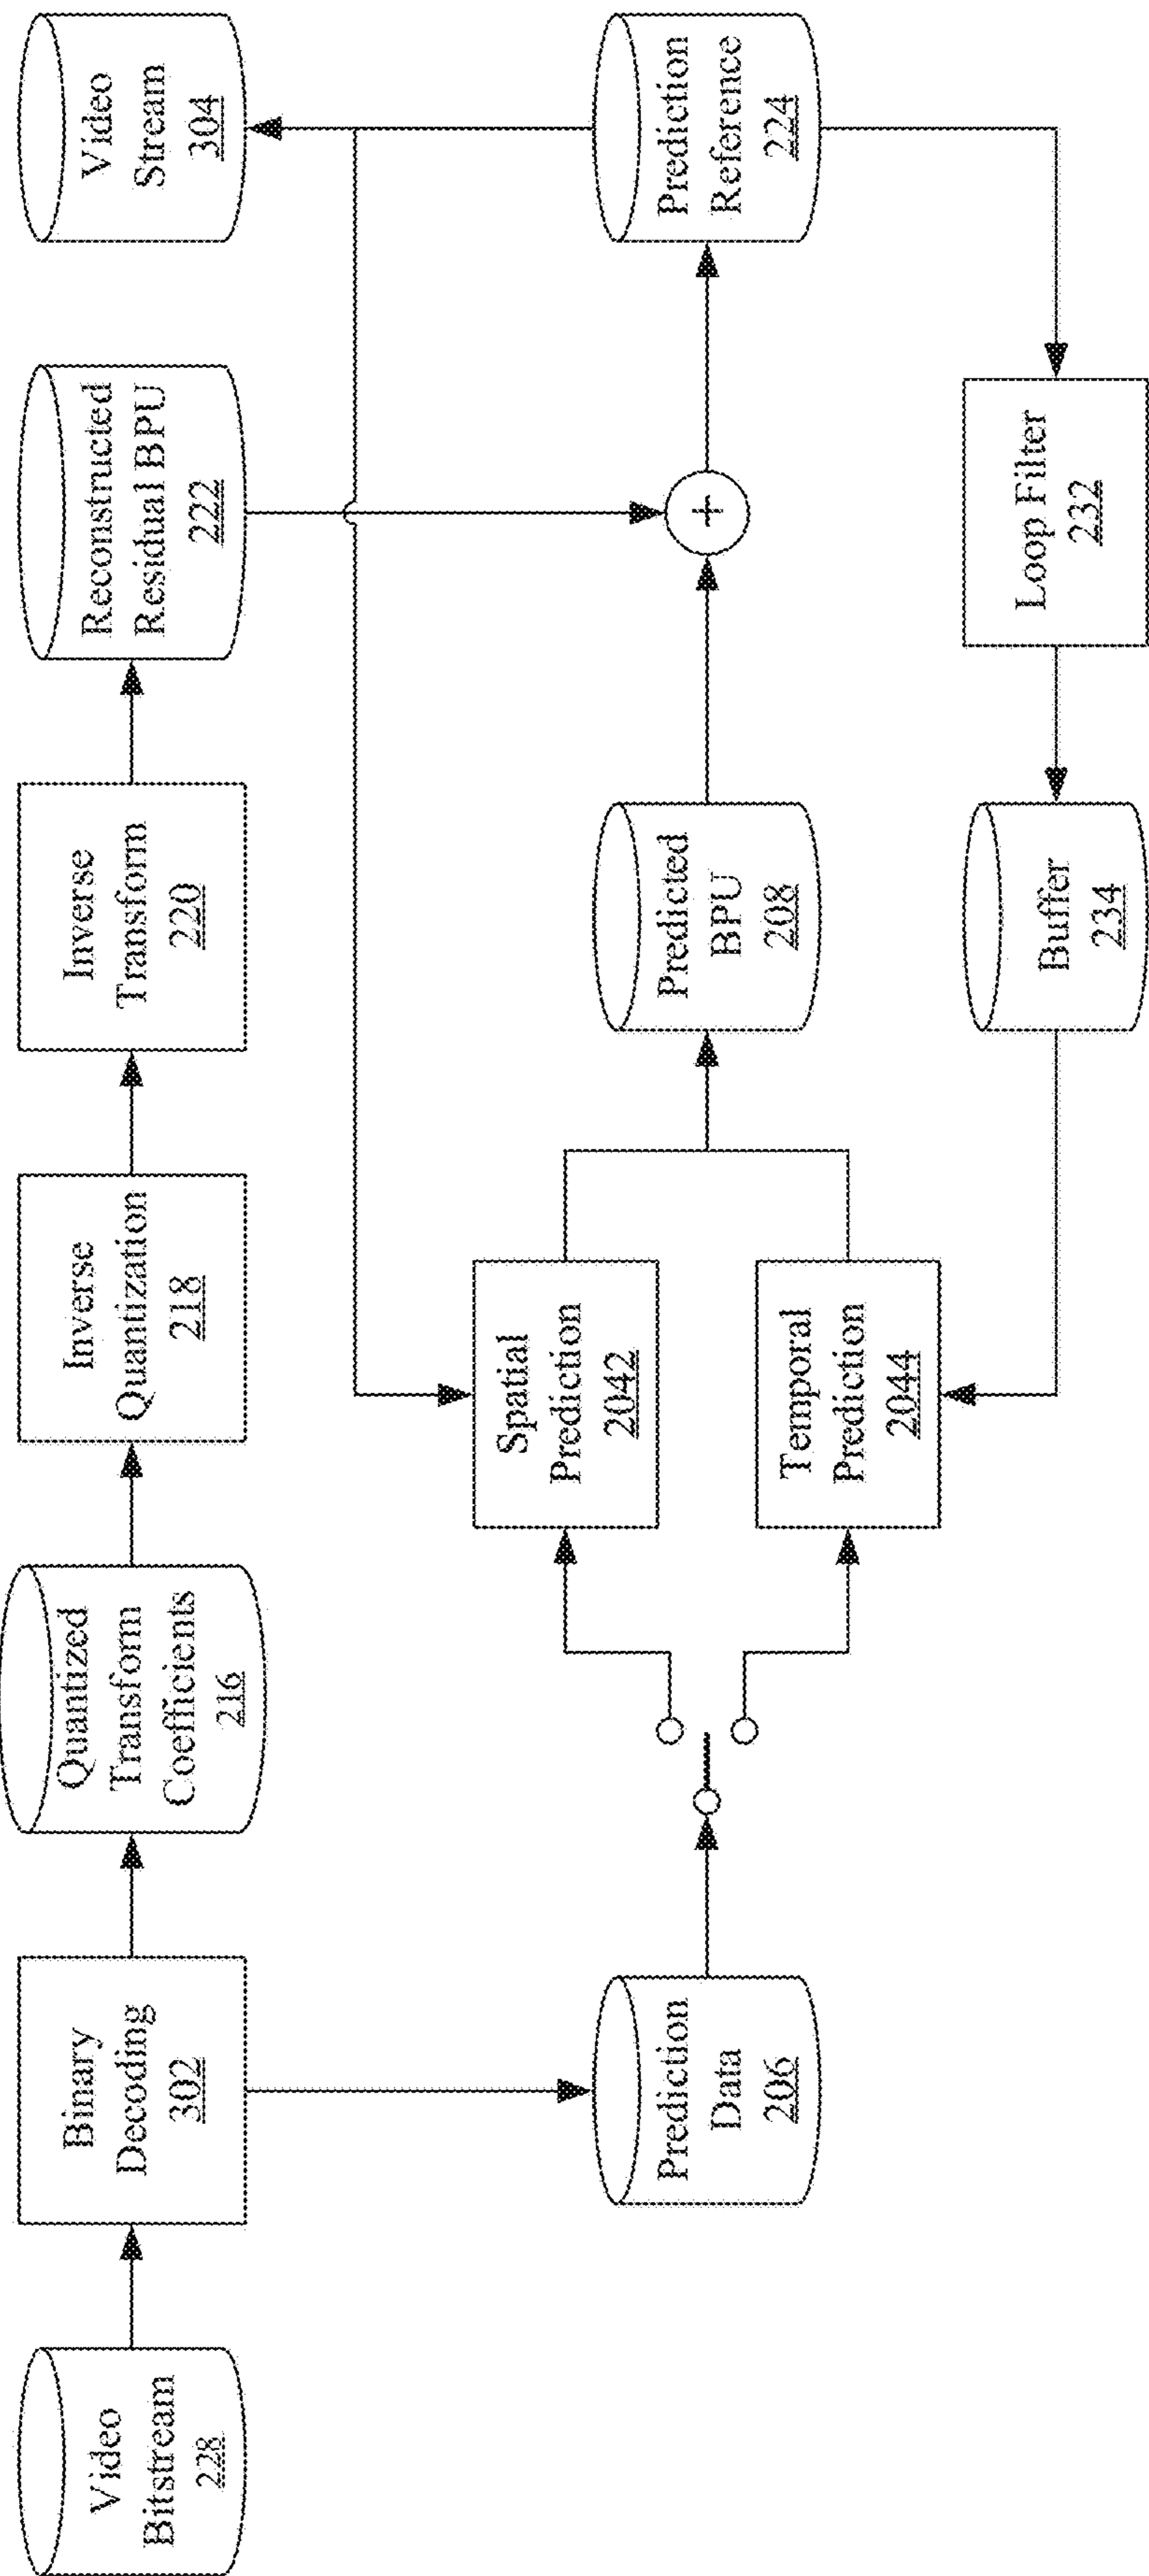 Video
Bitstream
228
Binary
Decoding
302
Quantized
Transform
Coefficients
216
Inverse
Quantization
218
Inverse
Transform
220
Reconstructed
Residual BPU
222
Video
Stream
304
Prediction
Data
206
Spatial
Prediction
2042
Temporal
Prediction
2044
Predicted
BPU
208
+
Prediction
Reference
224
Buffer
234
Loop Filter
232